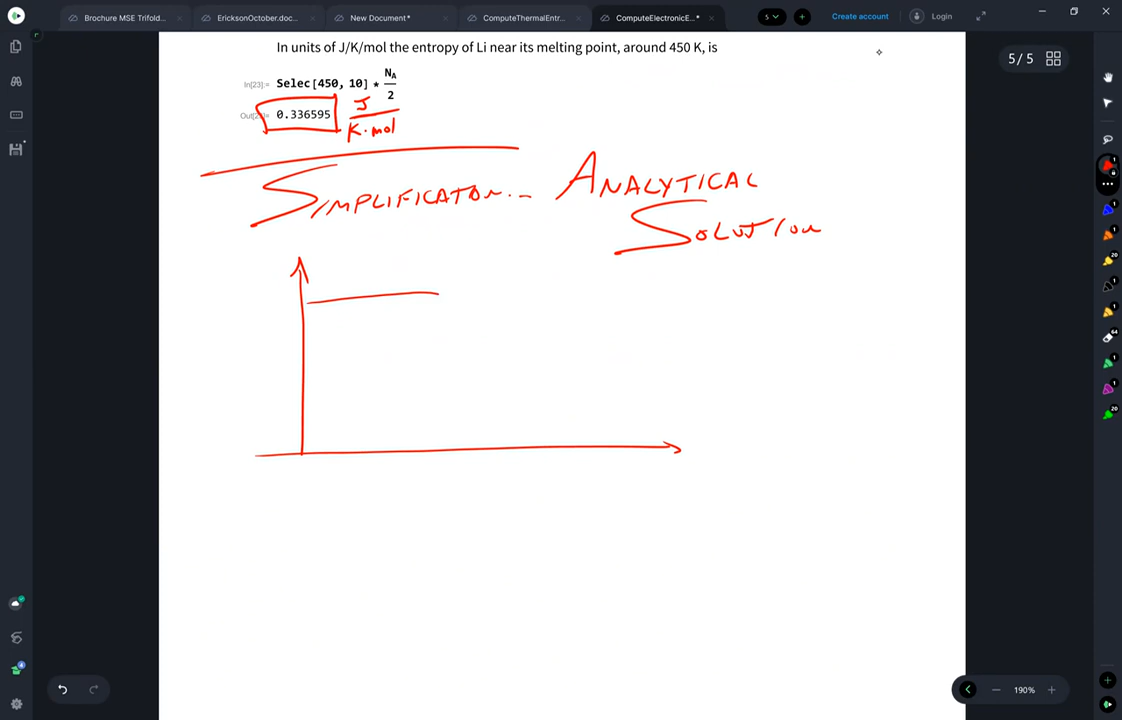 Brochure MSE Trifold...
EricksonOctober.doc...
New Document*
ComputeThermalEntr...
ComputeElectronicE...*
5
Create account
Login
5 / 5
In units of J/K/mol the entropy of Li near its melting point, around 450 K, is
In[23]:= Selec[450, 10] * N_A/2
0.336595 J/K·mol
SIMPLIFICATION... ANALYTICAL
SOLUTION
190%